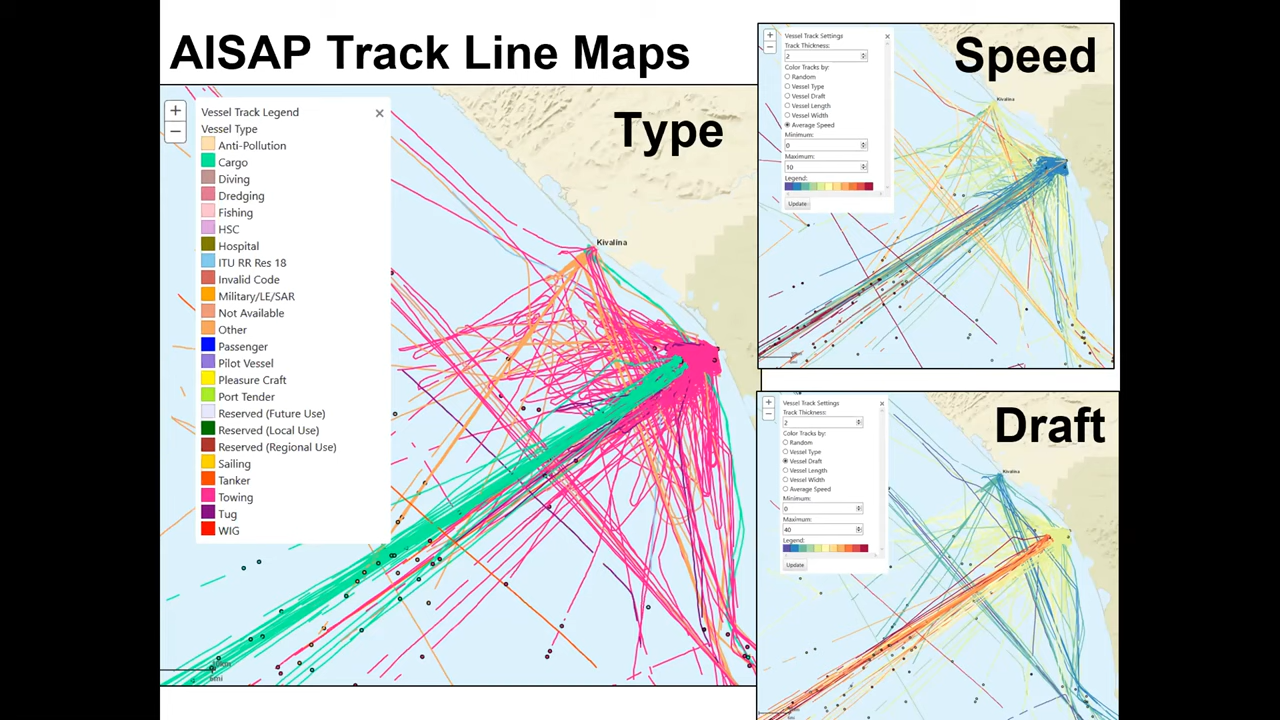 AISAP Track Line Maps
Type
Vessel Track Legend
Vessel Type
Anti-Pollution
Cargo
Diving
Dredging
Fishing
HSC
Hospital
ITU RR Res 18
Invalid Code
Military/LE/SAR
Not Available
Other
Passenger
Pilot Vessel
Pleasure Craft
Port Tender
Reserved (Future Use)
Reserved (Local Use)
Reserved (Regional Use)
Sailing
Tanker
Towing
Tug
WIG
Kivalina
Speed
Vessel Track Settings
Track Thickness:
2
Color Tracks by:
Random
Vessel Type
Vessel Draft
Vessel Length
Vessel Width
Average Speed
Minimum:
0
Maximum:
10
Legend:
Update
Kivalina
Draft
Vessel Track Settings
Track Thickness:
2
Color Tracks by:
Random
Vessel Type
Vessel Draft
Vessel Length
Vessel Width
Average Speed
Minimum:
0
Maximum:
40
Legend:
Update
Kivalina